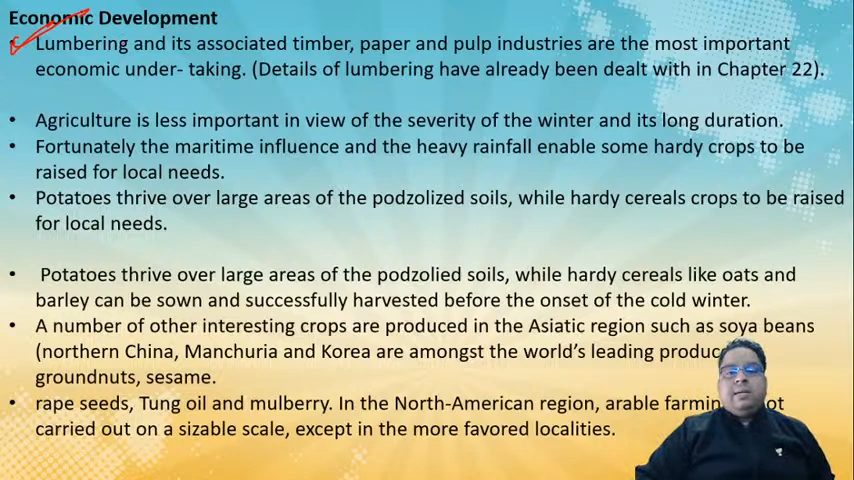 Economic Development
Lumbering and its associated timber, paper and pulp industries are the most important
economic under- taking. (Details of lumbering have already been dealt with in Chapter 22).
• Agriculture is less important in view of the severity of the winter and its long duration.
• Fortunately the maritime influence and the heavy rainfall enable some hardy crops to be
raised for local needs.
• Potatoes thrive over large areas of the podzolized soils, while hardy cereals crops to be raised
for local needs.
• Potatoes thrive over large areas of the podzolied soils, while hardy cereals like oats and
barley can be sown and successfully harvested before the onset of the cold winter.
• A number of other interesting crops are produced in the Asiatic region such as soya beans
(northern China, Manchuria and Korea are amongst the world's leading
groundnuts, sesame.
• rape seeds, Tung oil and mulberry. In the North-American region, arable
carried out on a sizable scale, except in the more favored localities.